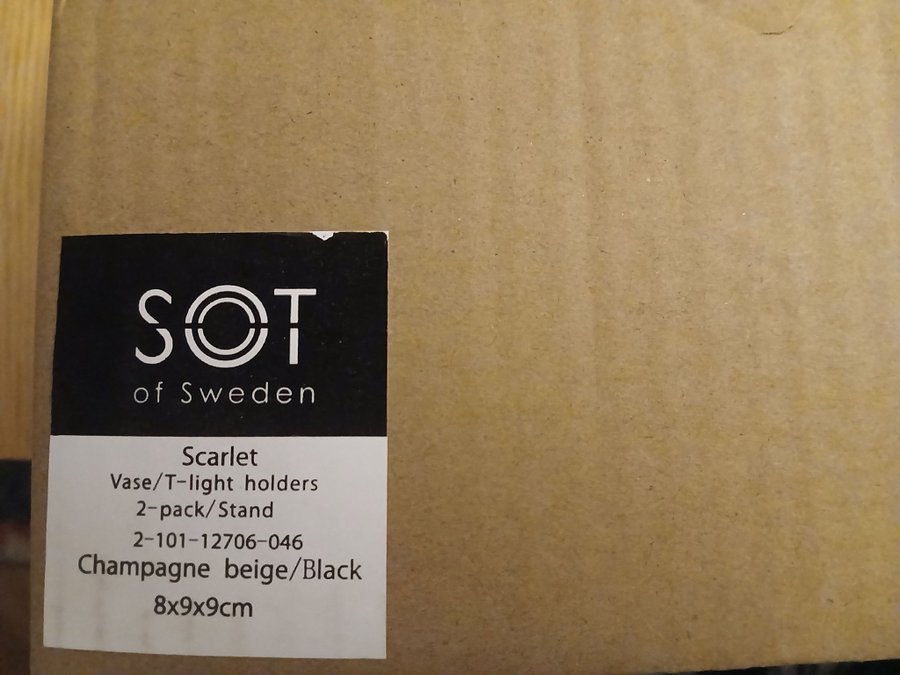 SOT
of Sweden
Scarlet
Vase/T-light holders
2-pack/Stand
2-101-12706-046
Champagne beige/Black
8x9x9cm